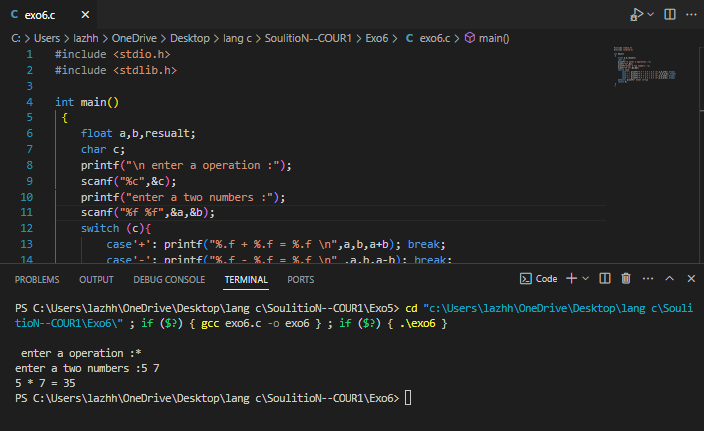 exo6.c
C: > Users > lazhh > OneDrive > Desktop > lang c > SoulitioN--COUR1 > Exo6 > C exo6.c > main()
1 #include <stdio.h>
2 #include <stdlib.h>
3
4 int main()
5 {
6 float a,b,resualt;
7 char c;
8 printf("\n enter a operation :");
9 scanf("%c",&c);
10 printf("enter a two numbers :");
11 scanf("%f %f",&a,&b);
12 switch (c){
13 case'+': printf("%.f + %.f = %.f \n",a,b,a+b); break;
14 case'-': printf("%.f - %.f = %.f \n" ,a,b,a-b); break;
PROBLEMS OUTPUT DEBUG CONSOLE TERMINAL PORTS Code
PS C:\Users\lazhh\OneDrive\Desktop\lang c\SoulitioN--COUR1\Exo5> cd "c:\Users\lazhh\OneDrive\Desktop\lang c\Souli
tioN--COUR1\Exo6\" ; if ($?) { gcc exo6.c -o exo6 } ; if ($?) { .\exo6 }
enter a operation :*
enter a two numbers :5 7
5 * 7 = 35
PS C:\Users\lazhh\OneDrive\Desktop\lang c\SoulitioN--COUR1\Exo6>